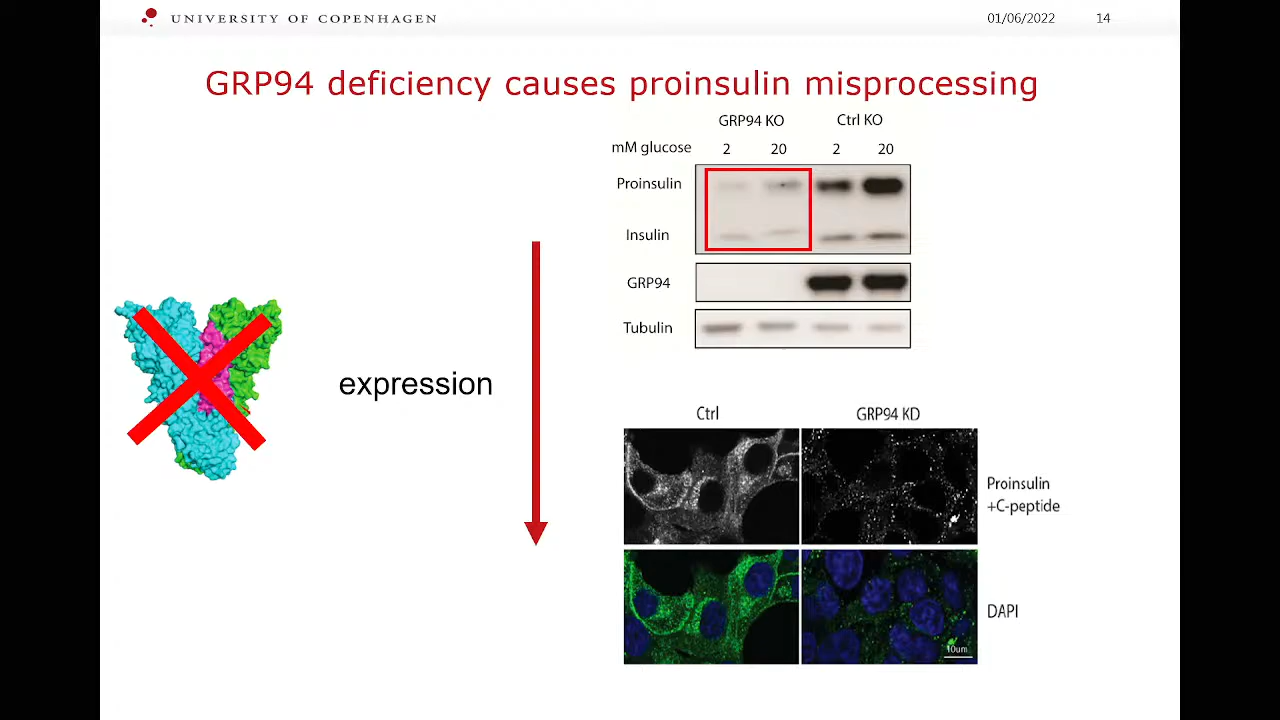 UNIVERSITY OF COPENHAGEN
01/06/2022 14
GRP94 deficiency causes proinsulin misprocessing
GRP94 KO Ctrl KO
mM glucose 2 20 2 20
Proinsulin
Insulin
GRP94
Tubulin
expression
Ctrl GRP94 KD
Proinsulin
+C-peptide
DAPI
10um